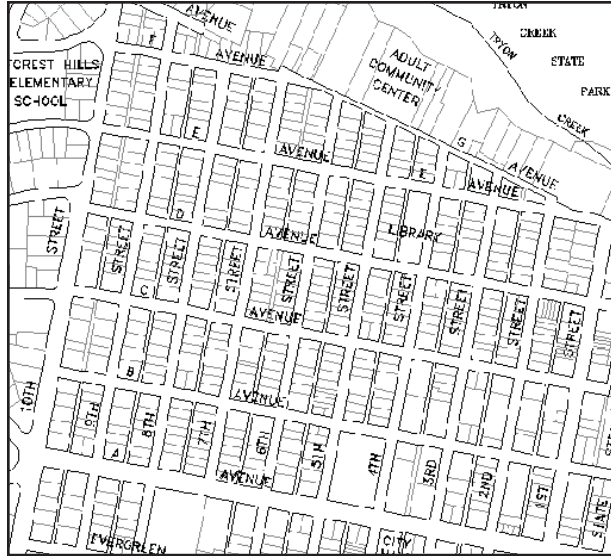 AVENUE
TRYON
CREEK
STATE
PARK
TRYON
CREEK
F
AVENUE
ADULT
COMMUNITY
CENTER
FOREST HILLS
ELEMENTARY
SCHOOL
E
AVENUE
G
AVENUE
E
AVENUE
D
AVENUE
LIBRARY
STREET
STREET
STREET
STREET
STREET
STREET
STREET
STREET
STREET
STREET
C
AVENUE
B
AVENUE
10TH
9TH
8TH
7TH
6TH
5TH
4TH
3RD
2ND
1ST
STATE
A
AVENUE
EVERGREEN
CITY